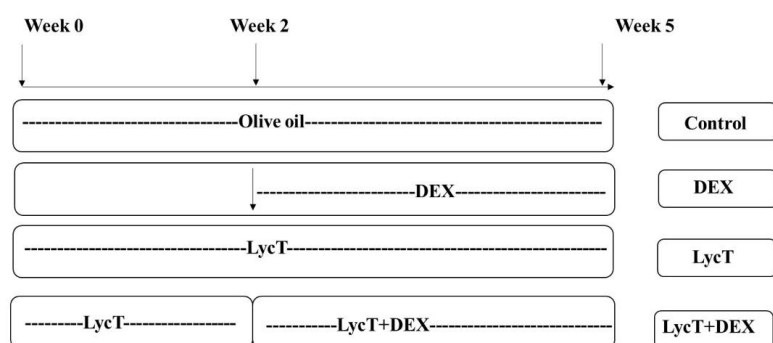 Week 0 Week 2 Week 5
---Olive oil--- Control
---DEX--- DEX
---LycT--- LycT
---LycT--- ---LycT+DEX--- LycT+DEX